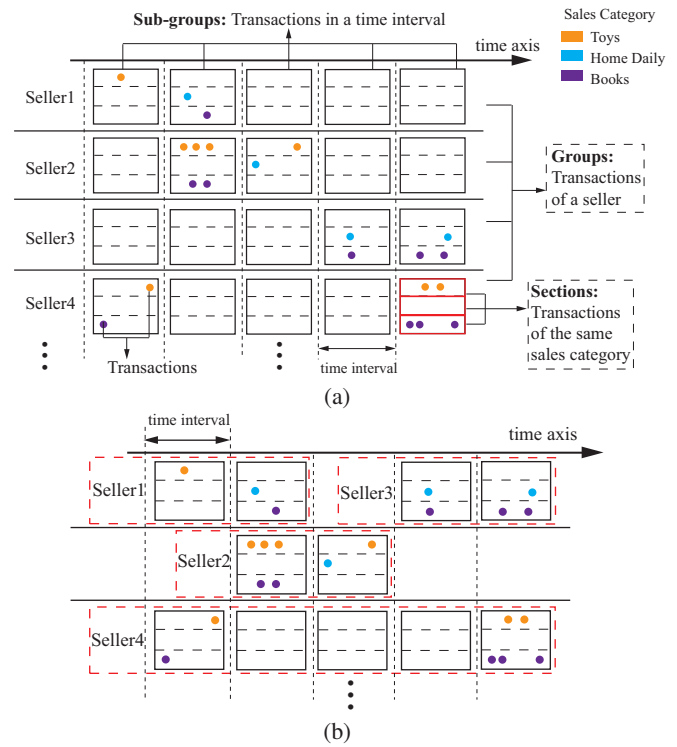 Sub-groups: Transactions in a time interval
Sales Category
Toys
Home Daily
Books
time axis
Seller1
Seller2
Seller3
Seller4
Groups:
Transactions
of a seller
Sections:
Transactions
of the same
sales category
Transactions
time interval
(a)
time interval
time axis
Seller1
Seller3
Seller2
Seller4
(b)